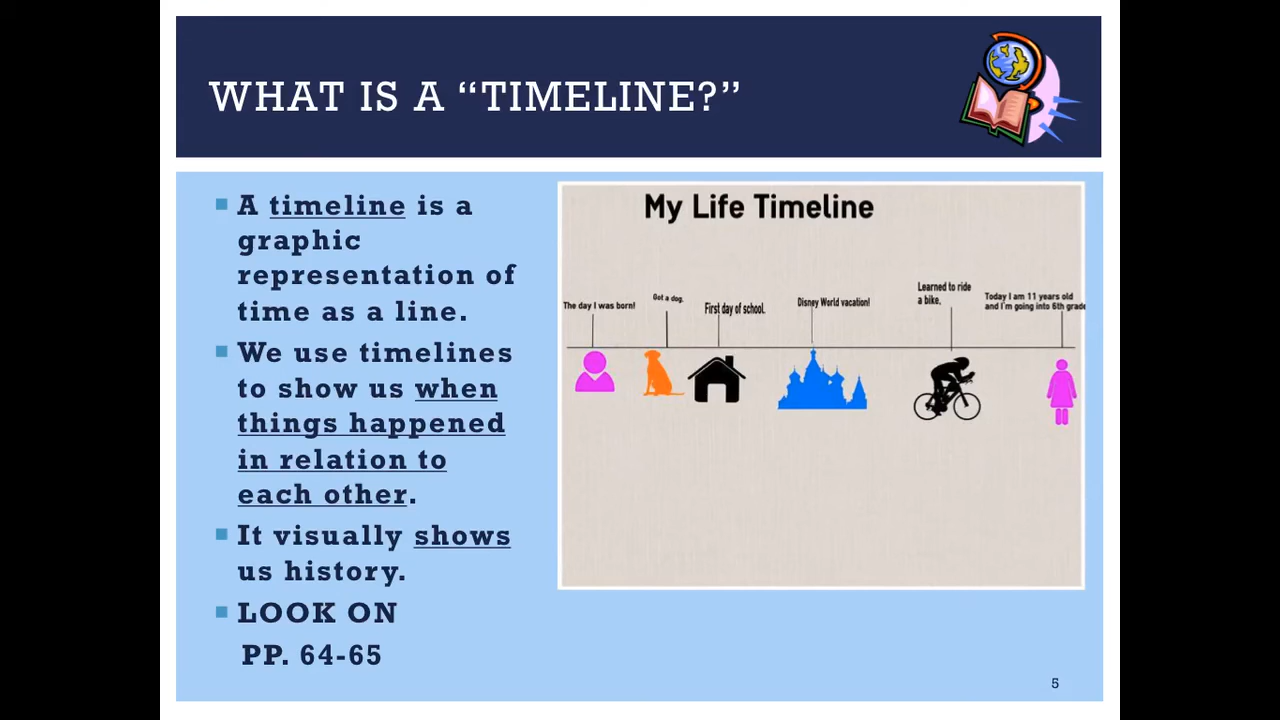 WHAT IS A “TIMELINE?”
A timeline is a
graphic
representation of
time as a line.
We use timelines
to show us when
things happened
in relation to
each other.
It visually shows
us history.
LOOK ON
PP. 64-65
My Life Timeline
The day I was born!
Got a dog.
First day of school.
Disney World vacation!
Learned to ride
a bike.
Today I am 11 years old
and I'm going into 6th grade
5